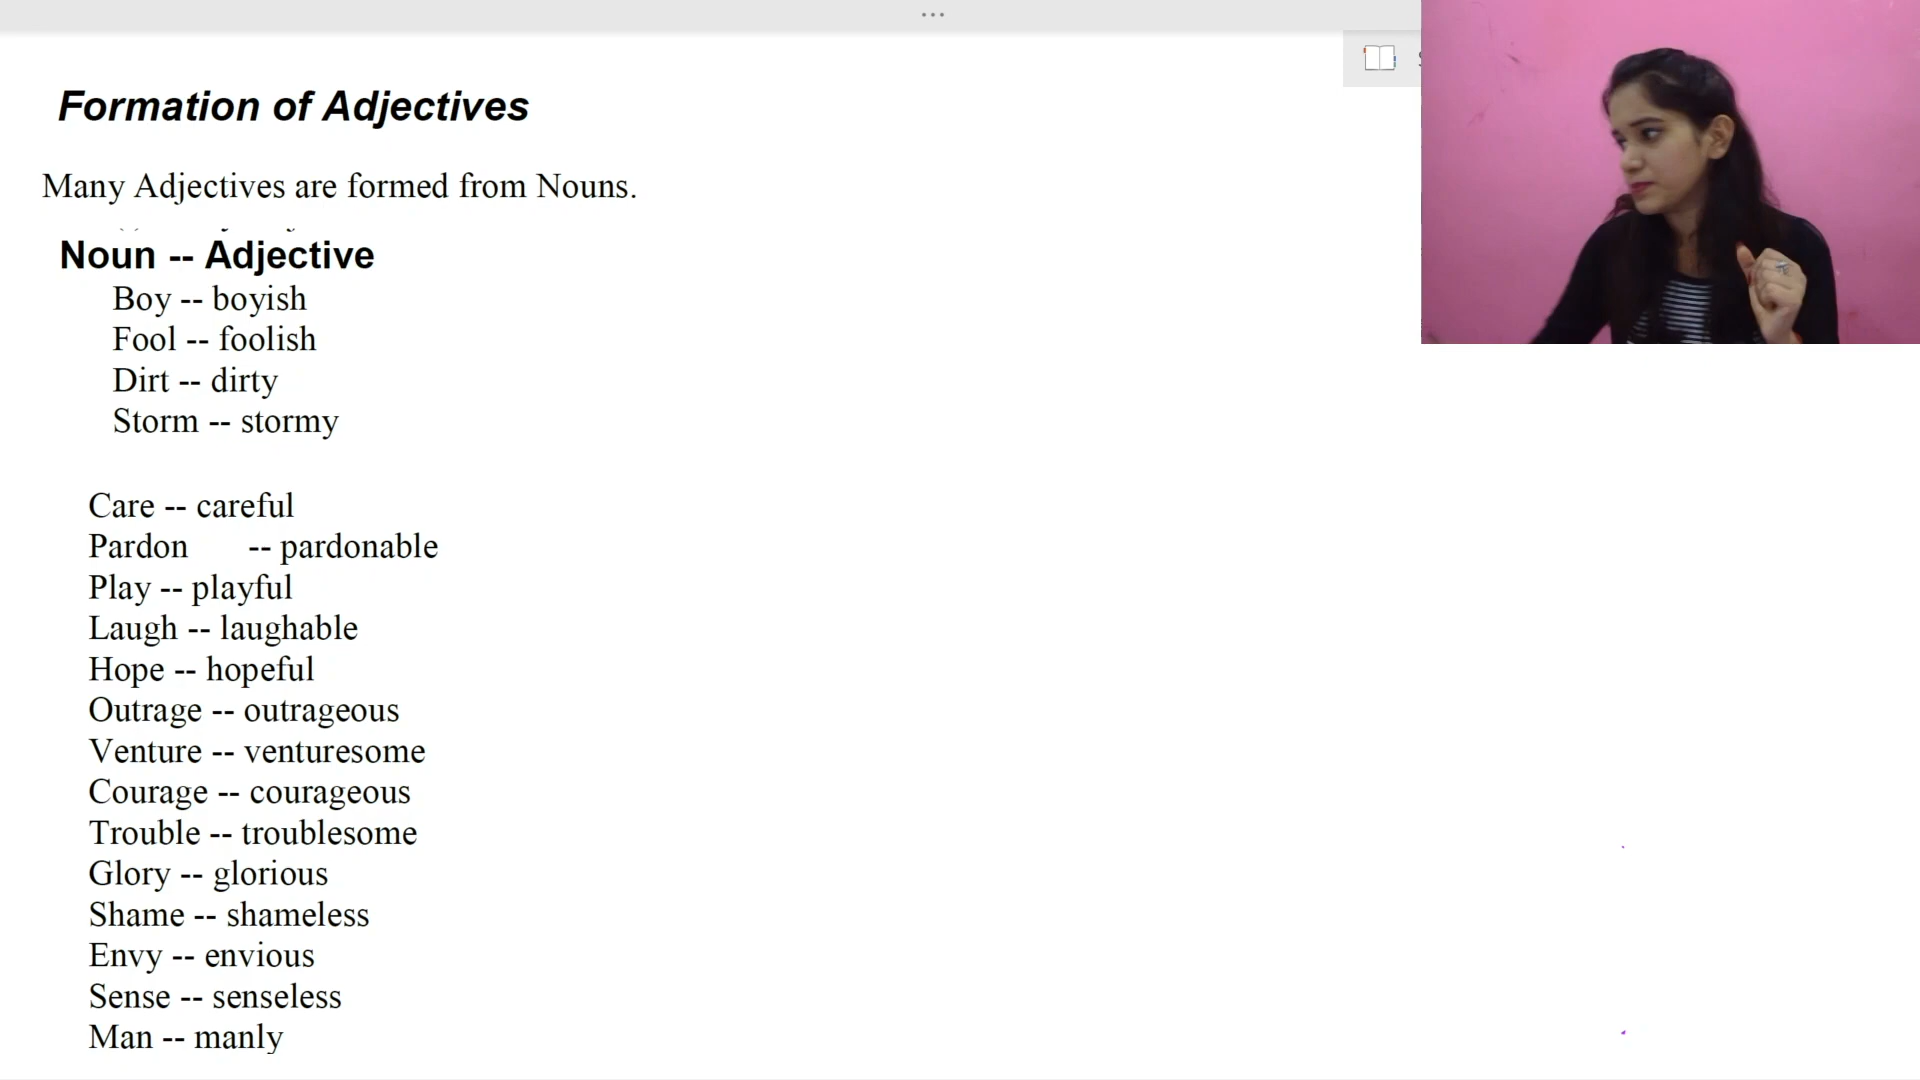 Formation of Adjectives
Many Adjectives are formed from Nouns.
Noun -- Adjective
Boy -- boyish
Fool -- foolish
Dirt -- dirty
Storm -- stormy
Care -- careful
Pardon -- pardonable
Play -- playful
Laugh -- laughable
Hope -- hopeful
Outrage -- outrageous
Venture -- venturesome
Courage -- courageous
Trouble -- troublesome
Glory -- glorious
Shame -- shameless
Envy -- envious
Sense -- senseless
Man -- manly